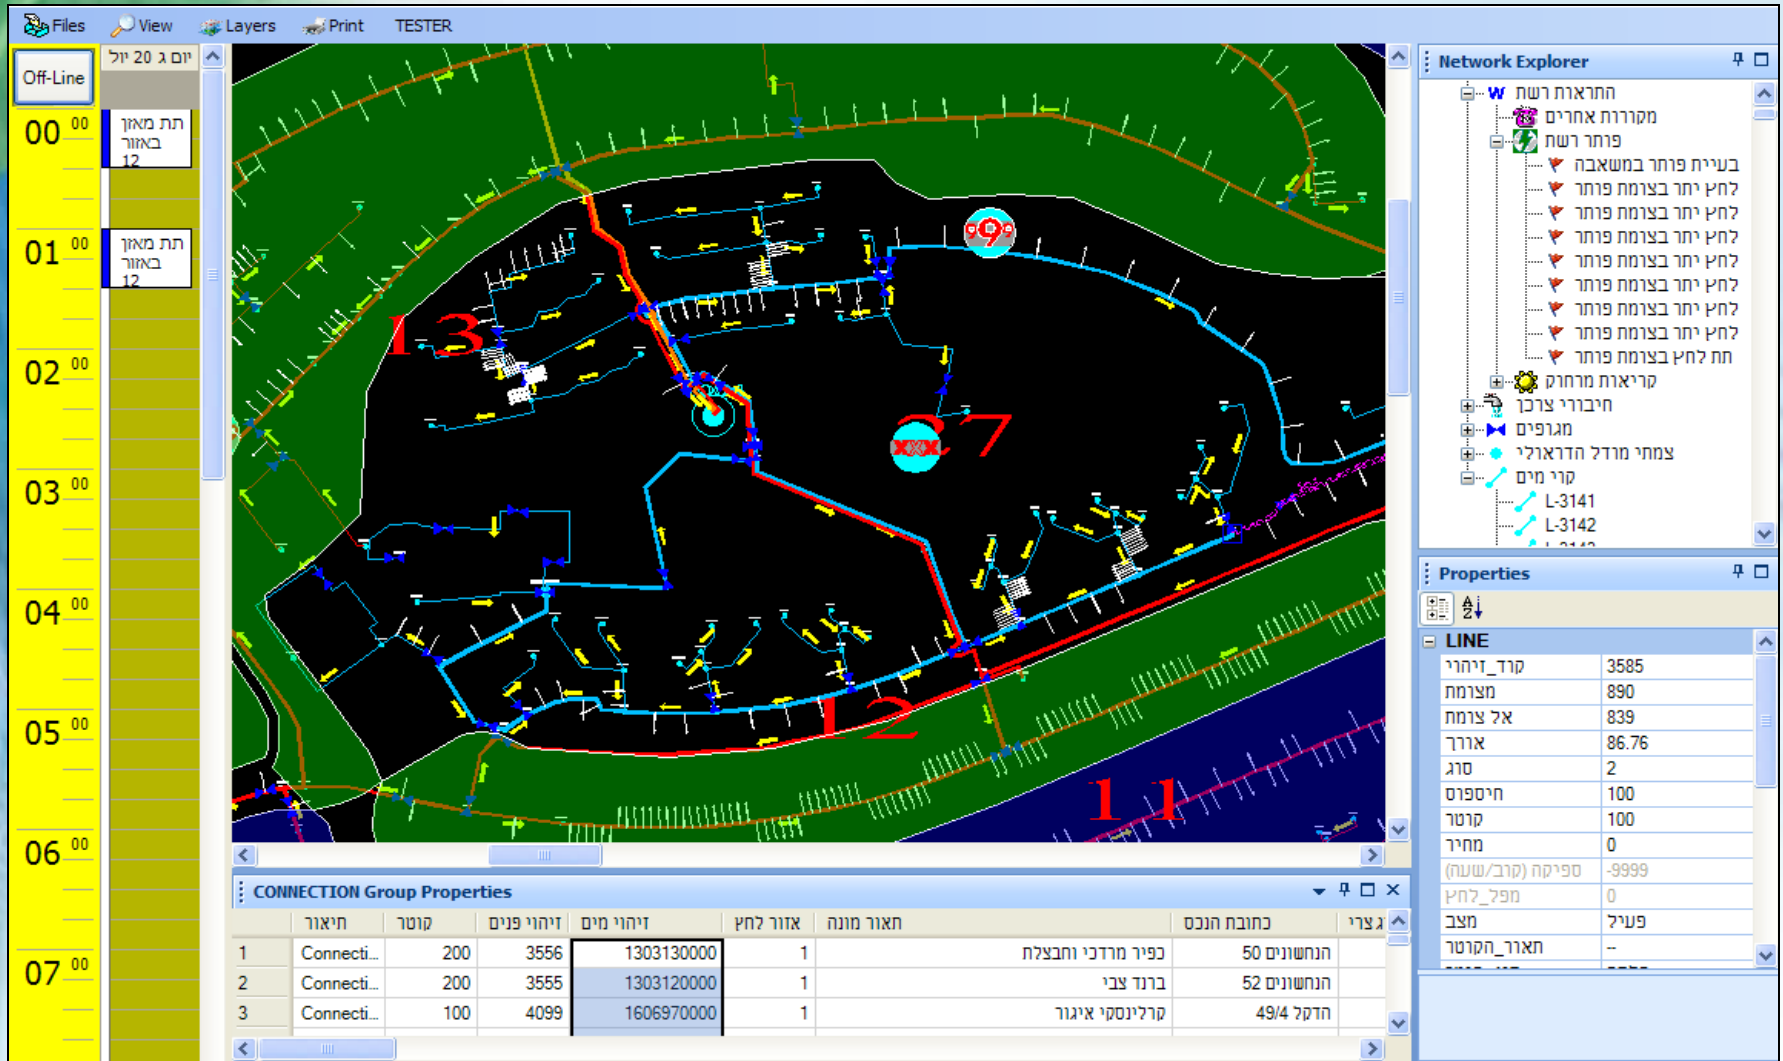 Files View Layers Print TESTER
Off-Line
יום ג 20 יול
00 00
תת מאזן
באזור
12
01 00
תת מאזן
באזור
12
02 00
03 00
04 00
05 00
06 00
07 00
999
13
27
xxx
12
11
Network Explorer
התראות רשת
מקורות אחרים
פותר רשת
בעיית פותר במשאבה
לחץ יתר בצומת פותר
לחץ יתר בצומת פותר
לחץ יתר בצומת פותר
לחץ יתר בצומת פותר
לחץ יתר בצומת פותר
לחץ יתר בצומת פותר
לחץ יתר בצומת פותר
תת לחץ בצומת פותר
קריאות מרחוק
חיבורי צרכן
מגופים
צמתי מודל הדראולי
קוי מים
L-3141
L-3142
Properties
LINE
קוד_זיהוי 3585
מצומת 890
אל צומת 839
אורך 86.76
סוג 2
חיספוס 100
קוטר 100
מחיר 0
ספיקה (קוב/שעה) -9999
מפל_לחץ 0
מצב פעיל
תאור_הקוטר --
CONNECTION Group Properties
תיאור קוטר זיהוי פנים זיהוי מים אזור לחץ תאור מונה כתובת הנכס ג צרי
1 Connecti... 200 3556 1303130000 1 כפיר מרדכי וחבצלת הנחשונים 50
2 Connecti... 200 3555 1303120000 1 ברנד צבי הנחשונים 52
3 Connecti... 100 4099 1606970000 1 קרלינסקי איגור הדקל 49/4